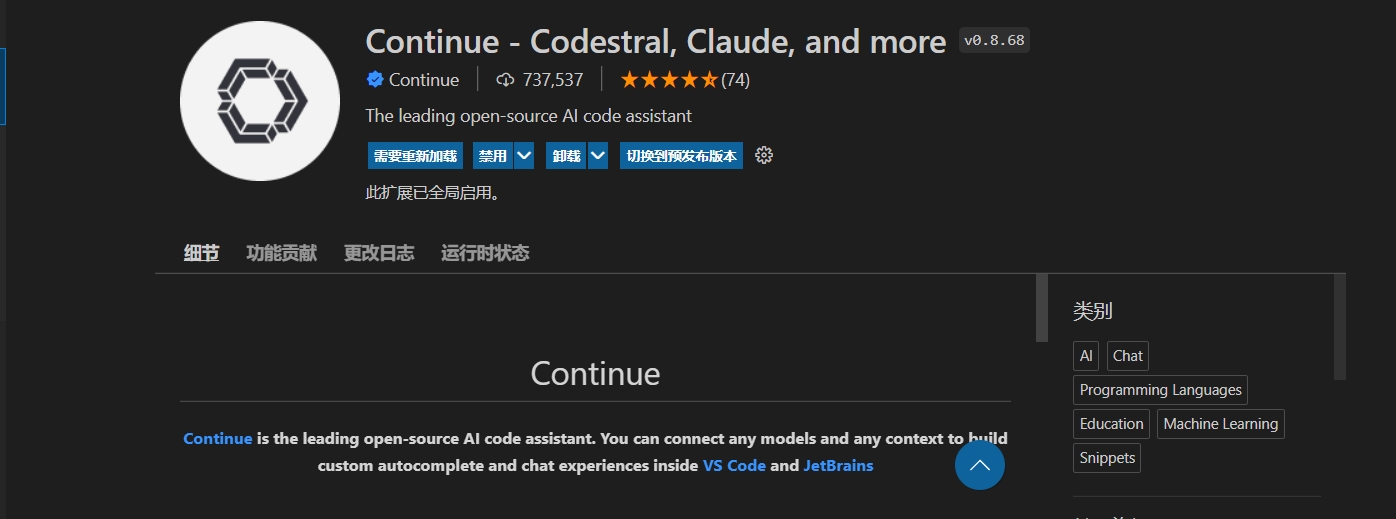 Continue - Codestral, Claude, and more v0.8.68
Continue 737,537 (74)
The leading open-source AI code assistant
需要重新加载 禁用 卸载 切换到预发布版本
此扩展已全局启用。
细节 功能贡献 更改日志 运行时状态
Continue
Continue is the leading open-source AI code assistant. You can connect any models and any context to build
custom autocomplete and chat experiences inside VS Code and JetBrains
类别
AI Chat
Programming Languages
Education Machine Learning
Snippets